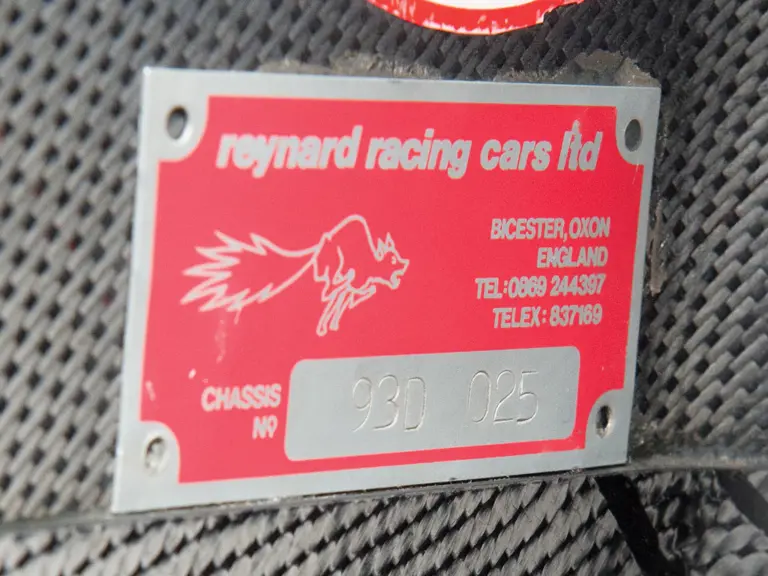 reynard racing cars ltd
BICESTER, OXON
ENGLAND
TEL: 0869 244397
TELEX: 837169
CHASSIS
Nº
93D 025